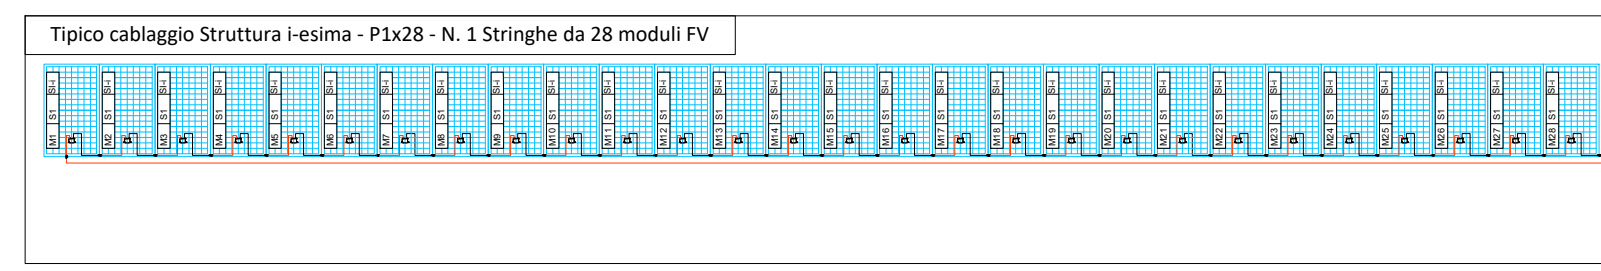 Tipico cablaggio Struttura i-esima - P1x28 - N. 1 Stringhe da 28 moduli FV
M1 S1 SI-i
M2 S1 SI-i
M3 S1 SI-i
M4 S1 SI-i
M5 S1 SI-i
M6 S1 SI-i
M7 S1 SI-i
M8 S1 SI-i
M9 S1 SI-i
M10 S1 SI-i
M11 S1 SI-i
M12 S1 SI-i
M13 S1 SI-i
M14 S1 SI-i
M15 S1 SI-i
M16 S1 SI-i
M17 S1 SI-i
M18 S1 SI-i
M19 S1 SI-i
M20 S1 SI-i
M21 S1 SI-i
M22 S1 SI-i
M23 S1 SI-i
M24 S1 SI-i
M25 S1 SI-i
M26 S1 SI-i
M27 S1 SI-i
M28 S1 SI-i